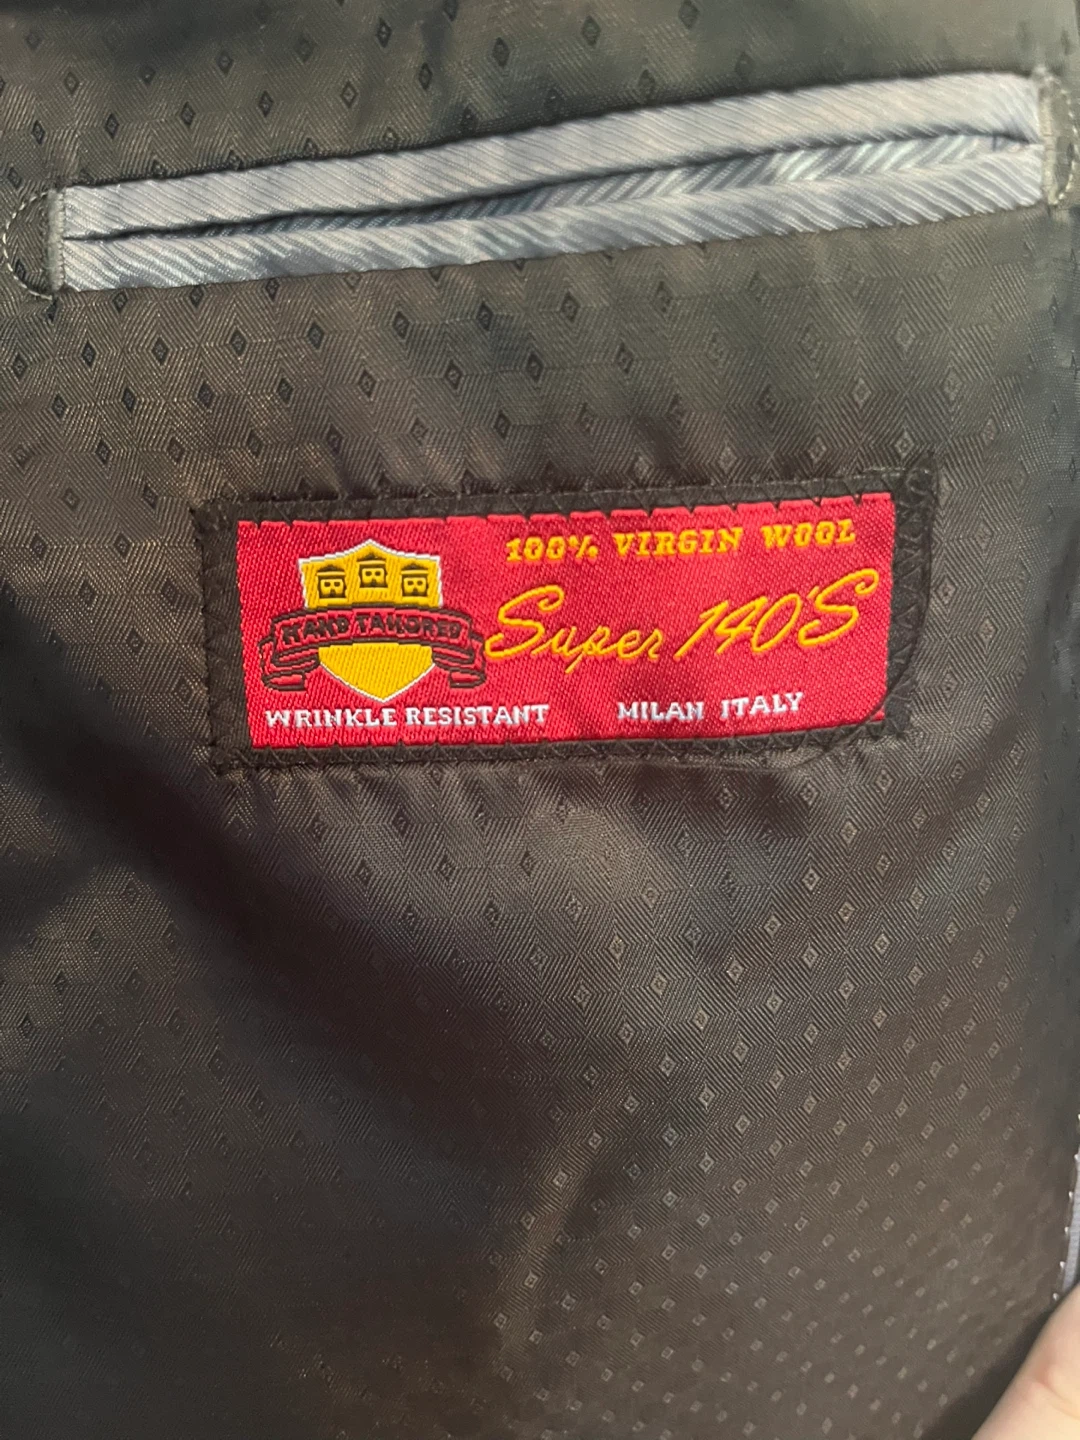 100% VIRGIN WOOL
HAND TAILORED
Super 140'S
WRINKLE RESISTANT MILAN ITALY